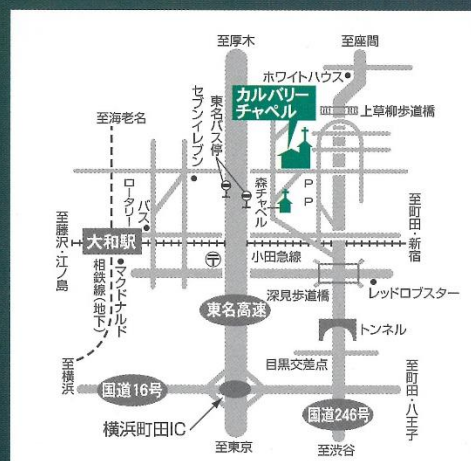 至厚木
至座間
ホワイトハウス
カルバリー
チャペル
上草柳歩道橋
至海老名
東名バス停
セブンイレブン
バス
ロータリー
森チャペル
P
P
至町田・新宿
至藤沢・江ノ島
大和駅
小田急線
マクドナルド
相鉄線(地下)
深見歩道橋
レッドロブスター
東名高速
トンネル
目黒交差点
至横浜
国道16号
至町田・八王子
国道246号
横浜町田IC
至東京
至渋谷